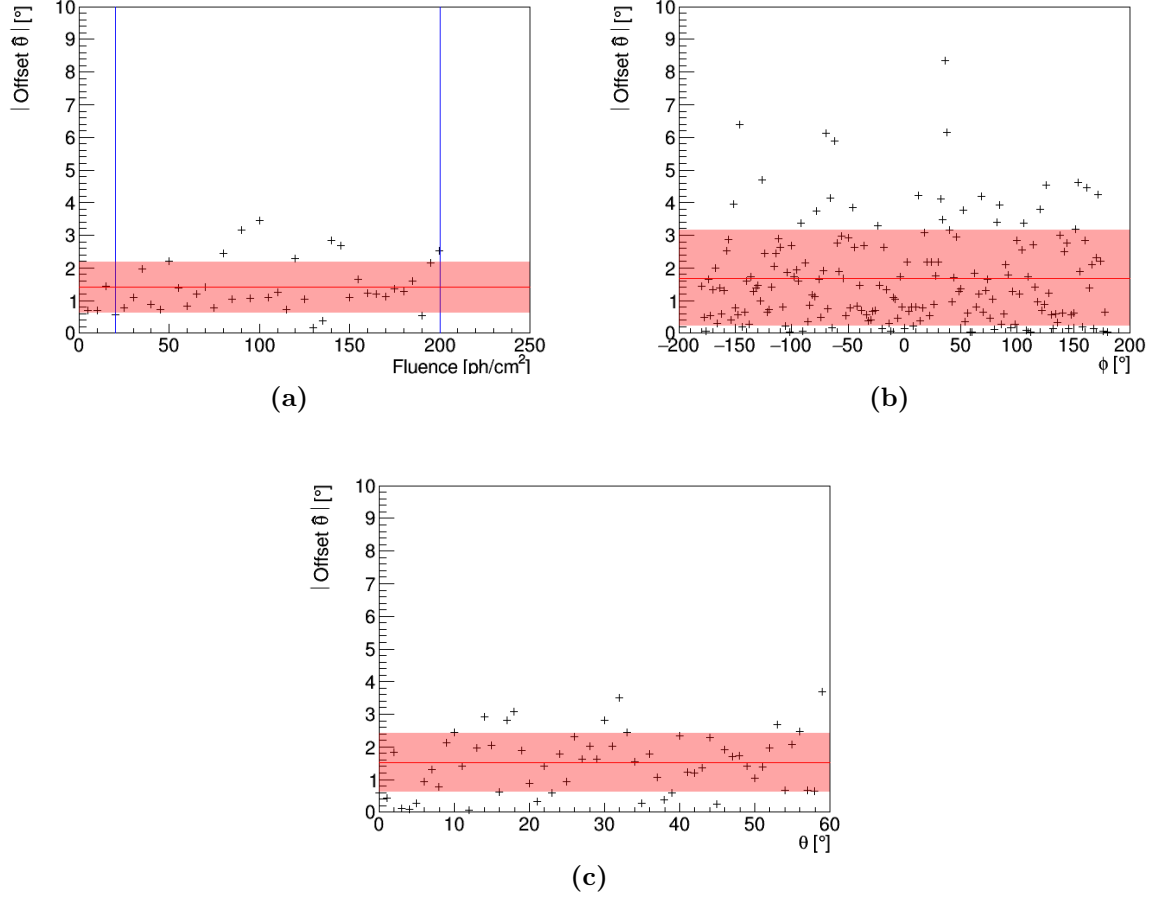 | Offset θ̂ | [°]
10
9
8
7
6
5
4
3
2
1
0
0 50 100 150 200 250
Fluence [ph/cm²]
(a)
| Offset θ̂ | [°]
10
9
8
7
6
5
4
3
2
1
0
−200 −150 −100 −50 0 50 100 150 200
ϕ [°]
(b)
| Offset θ̂ | [°]
10
9
8
7
6
5
4
3
2
1
0
0 10 20 30 40 50 60
θ [°]
(c)